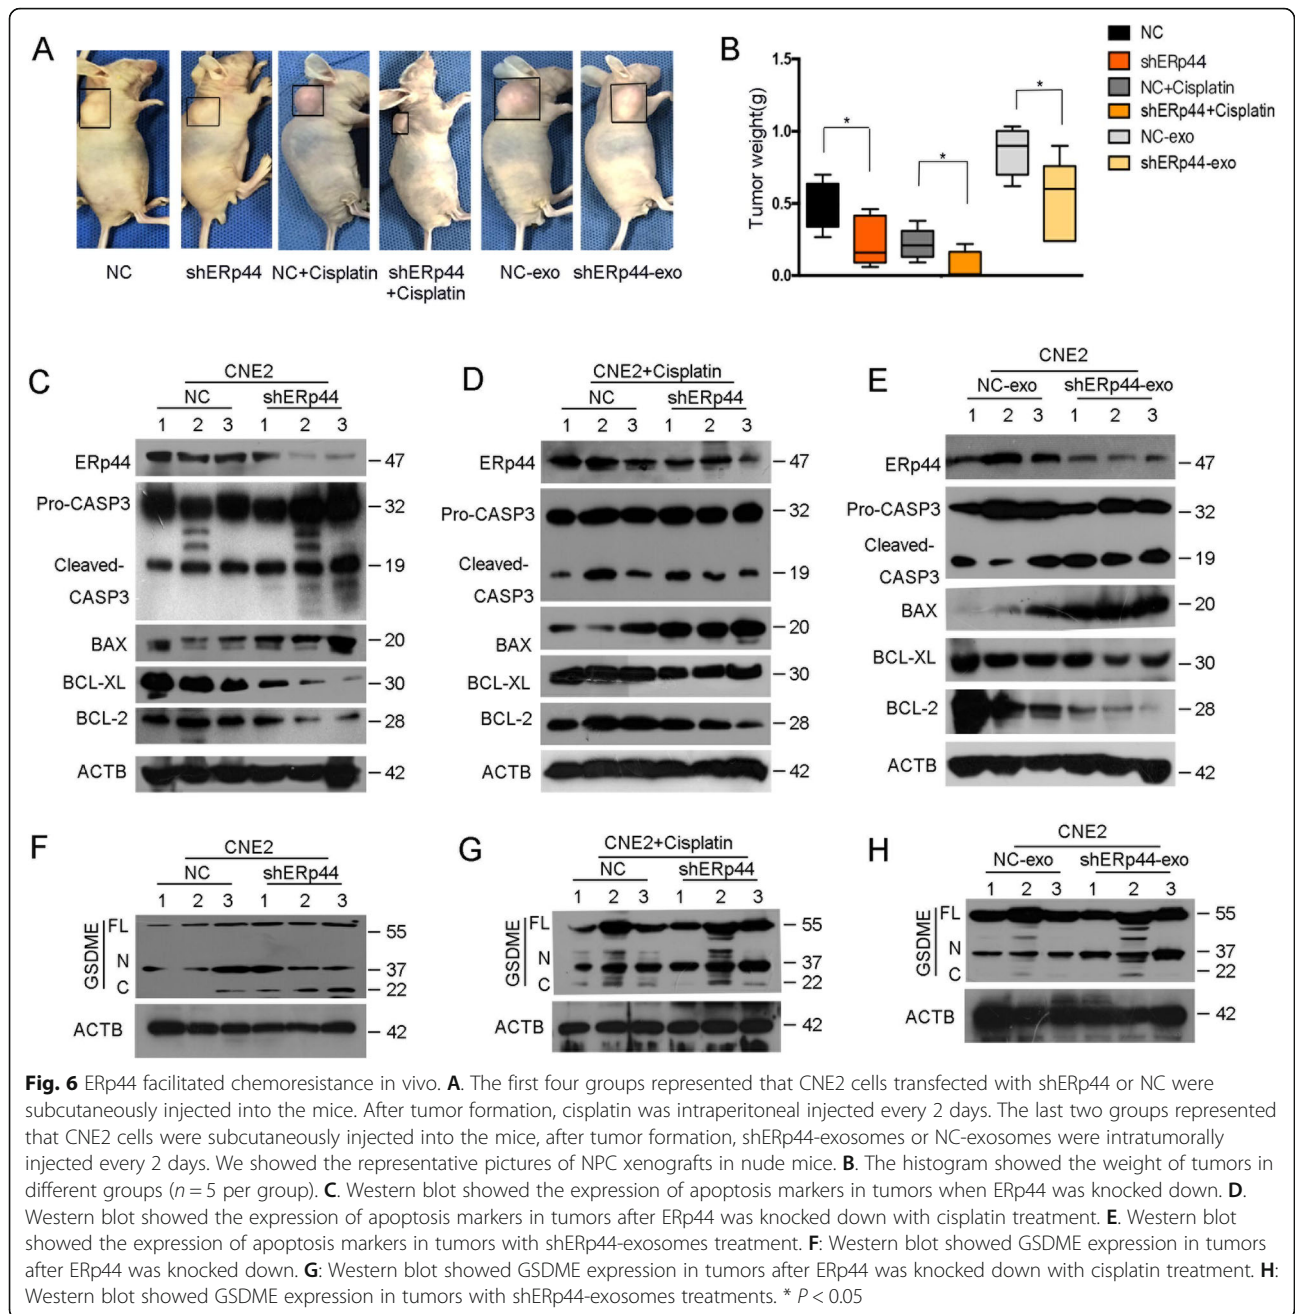 A
NC
shERp44
NC+Cisplatin
shERp44
+Cisplatin
NC-exo
shERp44-exo
B
Tumor weight(g)
1.5
1.0
0.5
0.0
*
*
*
NC
shERp44
NC+Cisplatin
shERp44+Cisplatin
NC-exo
shERp44-exo
C
CNE2
NC shERp44
1 2 3 1 2 3
ERp44 47
Pro-CASP3 32
Cleaved- 19
CASP3
BAX 20
BCL-XL 30
BCL-2 28
ACTB 42
D
CNE2+Cisplatin
NC shERp44
1 2 3 1 2 3
ERp44 47
Pro-CASP3 32
Cleaved- 19
CASP3
BAX 20
BCL-XL 30
BCL-2 28
ACTB 42
E
CNE2
NC-exo shERp44-exo
1 2 3 1 2 3
ERp44 47
Pro-CASP3 32
Cleaved- 19
CASP3
BAX 20
BCL-XL 30
BCL-2 28
ACTB 42
F
CNE2
NC shERp44
1 2 3 1 2 3
GSDME
FL 55
N 37
C 22
ACTB 42
G
CNE2+Cisplatin
NC shERp44
1 2 3 1 2 3
GSDME
FL 55
N 37
C 22
ACTB 42
H
CNE2
NC-exo shERp44-exo
1 2 3 1 2 3
GSDME
FL 55
N 37
C 22
ACTB 42
Fig. 6 ERp44 facilitated chemoresistance in vivo. A. The first four groups represented that CNE2 cells transfected with shERp44 or NC were
subcutaneously injected into the mice. After tumor formation, cisplatin was intraperitoneal injected every 2 days. The last two groups represented
that CNE2 cells were subcutaneously injected into the mice, after tumor formation, shERp44-exosomes or NC-exosomes were intratumorally
injected every 2 days. We showed the representative pictures of NPC xenografts in nude mice. B. The histogram showed the weight of tumors in
different groups (n = 5 per group). C. Western blot showed the expression of apoptosis markers in tumors when ERp44 was knocked down. D.
Western blot showed the expression of apoptosis markers in tumors after ERp44 was knocked down with cisplatin treatment. E. Western blot
showed the expression of apoptosis markers in tumors with shERp44-exosomes treatment. F: Western blot showed GSDME expression in tumors
after ERp44 was knocked down. G: Western blot showed GSDME expression in tumors after ERp44 was knocked down with cisplatin treatment. H:
Western blot showed GSDME expression in tumors with shERp44-exosomes treatments. * P < 0.05